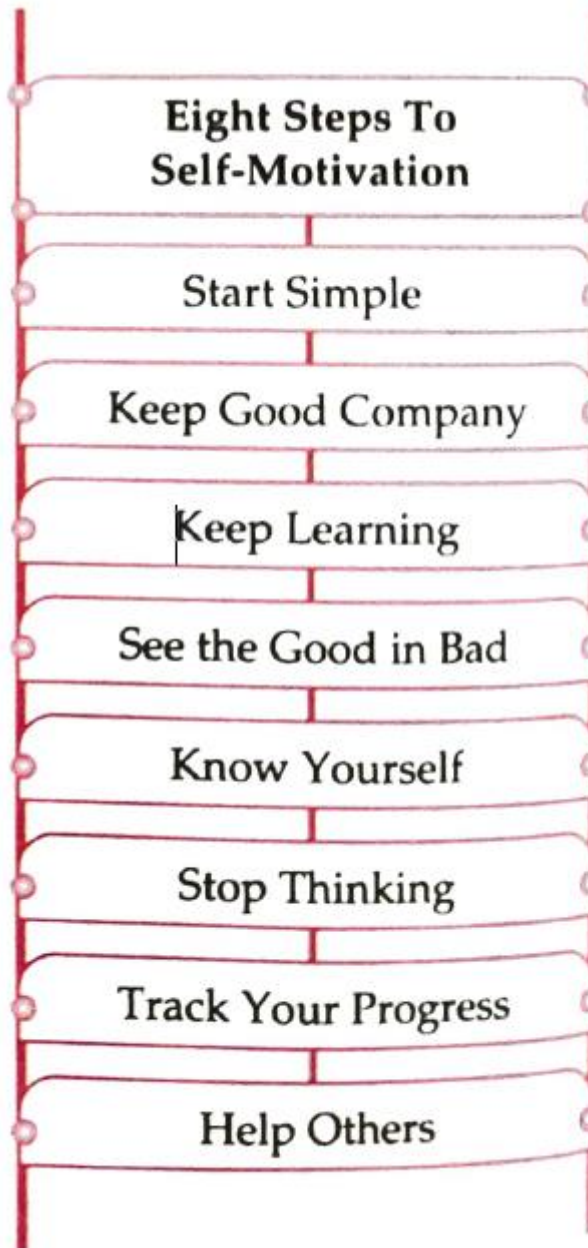 Eight Steps To
Self-Motivation
Start Simple
Keep Good Company
Keep Learning
See the Good in Bad
Know Yourself
Stop Thinking
Track Your Progress
Help Others